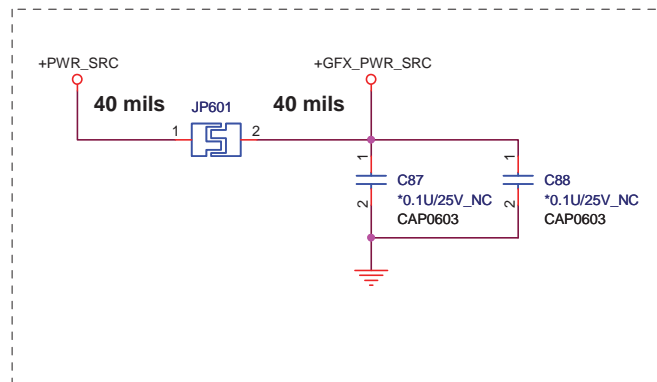 +PWR_SRC
+GFX_PWR_SRC
40 mils
JP601
40 mils
1
2
1
C87
*0.1U/25V_NC
CAP0603
2
1
C88
*0.1U/25V_NC
CAP0603
2